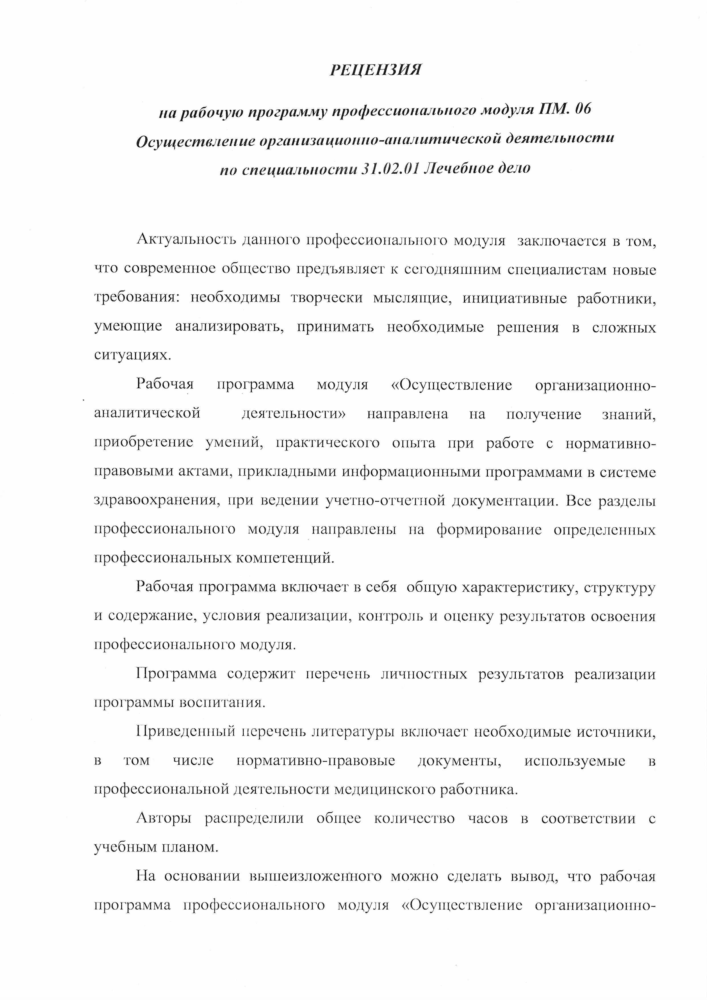 РЕЦЕНЗИЯ
на рабочую программу профессионального модуля ПМ. 06
Осуществление организационно-аналитической деятельности
по специальности 31.02.01 Лечебное дело
Актуальность данного профессионального модуля заключается в том,
что современное общество предъявляет к сегодняшним специалистам новые
требования: необходимы творчески мыслящие, инициативные работники,
умеющие анализировать, принимать необходимые решения в сложных
ситуациях.
Рабочая программа модуля «Осуществление организационно-
аналитической деятельности» направлена на получение знаний,
приобретение умений, практического опыта при работе с нормативно-
правовыми актами, прикладными информационными программами в системе
здравоохранения, при ведении учетно-отчетной документации. Все разделы
профессионального модуля направлены на формирование определенных
профессиональных компетенций.
Рабочая программа включает в себя общую характеристику, структуру
и содержание, условия реализации, контроль и оценку результатов освоения
профессионального модуля.
Программа содержит перечень личностных результатов реализации
программы воспитания.
Приведенный перечень литературы включает необходимые источники,
в том числе нормативно-правовые документы, используемые в
профессиональной деятельности медицинского работника.
Авторы распределили общее количество часов в соответствии с
учебным планом.
На основании вышеизложенного можно сделать вывод, что рабочая
программа профессионального модуля «Осуществление организационно-